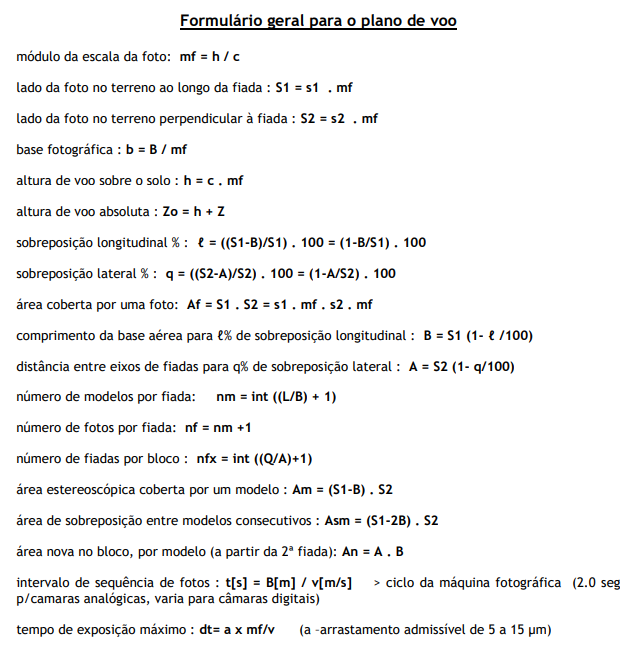 Formulário geral para o plano de voo
módulo da escala da foto: mf = h / c
lado da foto no terreno ao longo da fiada : S1 = s1 . mf
lado da foto no terreno perpendicular à fiada : S2 = s2 . mf
base fotográfica : b = B / mf
altura de voo sobre o solo : h = c . mf
altura de voo absoluta : Zo = h + Z
sobreposição longitudinal % : ℓ = ((S1-B)/S1) . 100 = (1-B/S1) . 100
sobreposição lateral % : q = ((S2-A)/S2) . 100 = (1-A/S2) . 100
área coberta por uma foto: Af = S1 . S2 = s1 . mf . s2 . mf
comprimento da base aérea para ℓ% de sobreposição longitudinal : B = S1 (1- ℓ /100)
distância entre eixos de fiadas para q% de sobreposição lateral : A = S2 (1- q/100)
número de modelos por fiada: nm = int ((L/B) + 1)
número de fotos por fiada: nf = nm +1
número de fiadas por bloco : nfx = int ((Q/A)+1)
área estereoscópica coberta por um modelo : Am = (S1-B) . S2
área de sobreposição entre modelos consecutivos : Asm = (S1-2B) . S2
área nova no bloco, por modelo (a partir da 2ª fiada): An = A . B
intervalo de sequência de fotos : t[s] = B[m] / v[m/s] > ciclo da máquina fotográfica (2.0 seg
p/camaras analógicas, varia para câmaras digitais)
tempo de exposição máximo : dt= a x mf/v (a –arrastamento admissível de 5 a 15 µm)